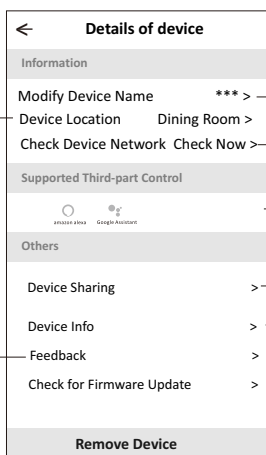 Details of device
Information
Modify Device Name *** >
Device Location Dining Room >
Check Device Network Check Now >
Supported Third-part Control
amazon alexa Google Assistant
Others
Device Sharing >
Device Info >
Feedback >
Check for Firmware Update >
Remove Device